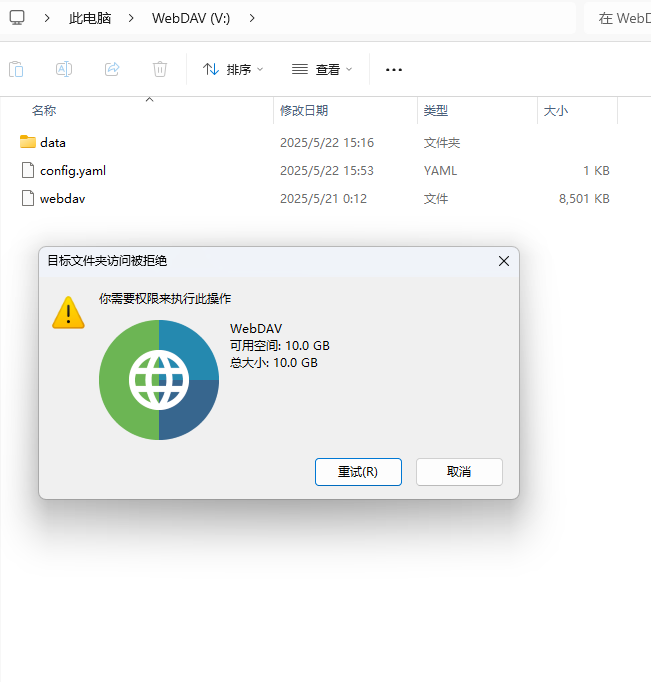 此电脑 WebDAV (V:) 在 WebD
排序 查看
名称 修改日期 类型 大小
data 2025/5/22 15:16 文件夹
config.yaml 2025/5/22 15:53 YAML 1 KB
webdav 2025/5/21 0:12 文件 8,501 KB
目标文件夹访问被拒绝
你需要权限来执行此操作
WebDAV
可用空间: 10.0 GB
总大小: 10.0 GB
重试(R) 取消